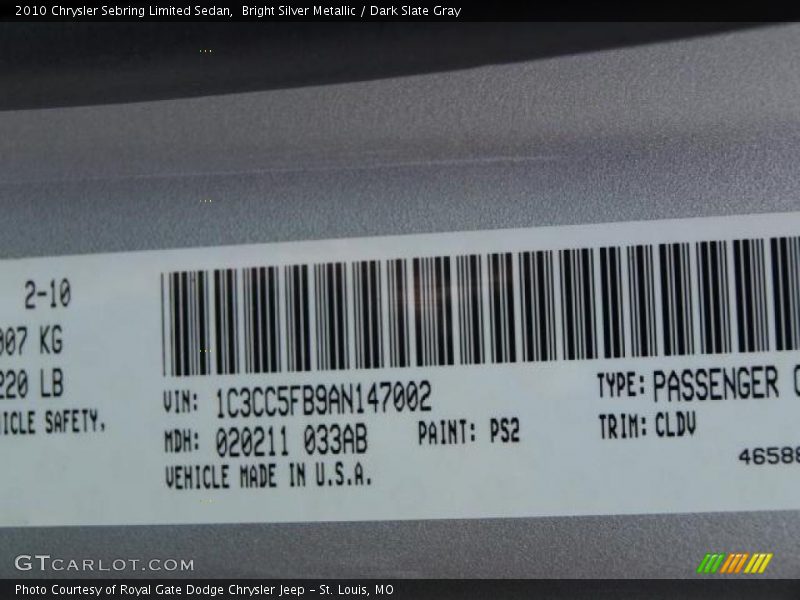 2010 Chrysler Sebring Limited Sedan,  Bright Silver Metallic / Dark Slate Gray
2-10
007 KG
220 LB
ICLE SAFETY,
VIN: 1C3CC5FB9AN147002
TYPE: PASSENGER
MDH: 020211 033AB
PAINT: PS2
TRIM: CLDV
VEHICLE MADE IN U.S.A.
4658
GTCARLOT.COM
Photo Courtesy of Royal Gate Dodge Chrysler Jeep - St. Louis, MO